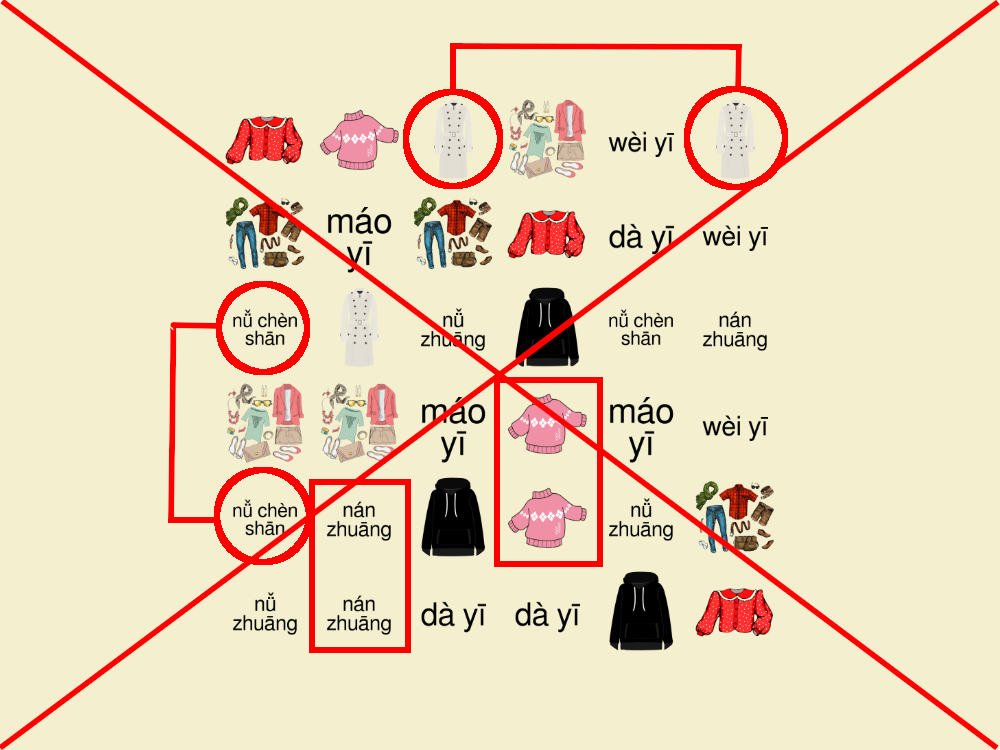 wèi yī
máo
yī
dà yī
wèi yī
nǚ chèn
shān
nǚ
zhuāng
nǚ chèn
shān
nán
zhuāng
máo
yī
máo
yī
wèi yī
nǚ chèn
shān
nán
zhuāng
nǚ
zhuāng
nǚ
zhuāng
nán
zhuāng
dà yī
dà yī